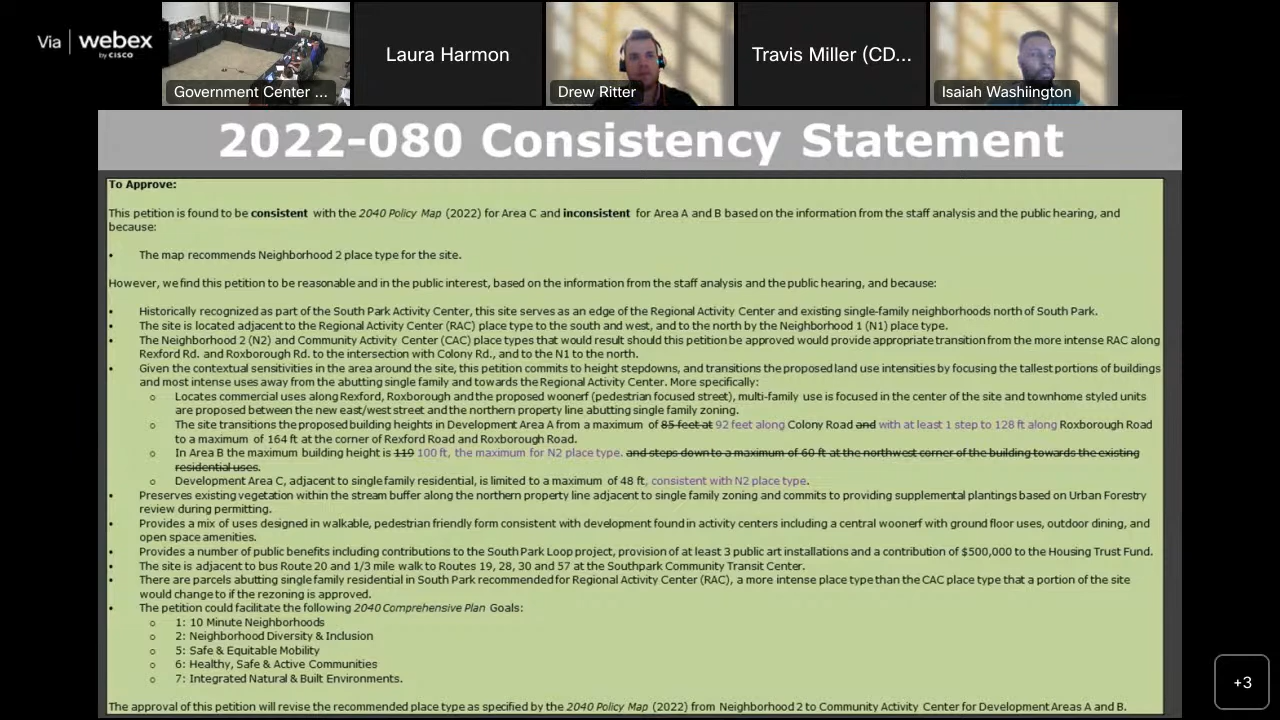 Via | webex
by CISCO
Government Center ...
Laura Harmon
Drew Ritter
Travis Miller (CD...
Isaiah Washiington
2022-080 Consistency Statement
To Approve:
This petition is found to be consistent with the 2040 Policy Map (2022) for Area C and inconsistent for Area A and B based on the information from the staff analysis and the public hearing, and
because:
• The map recommends Neighborhood 2 place type for the site.
However, we find this petition to be reasonable and in the public interest, based on the information from the staff analysis and the public hearing, and because:
• Historically recognized as part of the South Park Activity Center, this site serves as an edge of the Regional Activity Center and existing single-family neighborhoods north of South Park.
• The site is located adjacent to the Regional Activity Center (RAC) place type to the south and west, and to the north by the Neighborhood 1 (N1) place type.
• The Neighborhood 2 (N2) and Community Activity Center (CAC) place types that would result should this petition be approved would provide appropriate transition from the more intense RAC along
Rexford Rd. and Roxborough Rd. to the intersection with Colony Rd., and to the N1 to the north.
• Given the contextual sensitivities in the area around the site, this petition commits to height stepdowns, and transitions the proposed land use intensities by focusing the tallest portions of buildings
and most intense uses away from the abutting single family and towards the Regional Activity Center. More specifically:
o Locates commercial uses along Rexford, Roxborough and the proposed woonerf (pedestrian focused street), multi-family use is focused in the center of the site and townhome styled units
are proposed between the new east/west street and the northern property line abutting single family zoning.
o The site transitions the proposed building heights in Development Area A from a maximum of 85 feet at 92 feet along Colony Road and with at least 1 step to 128 ft along Roxborough Road
to a maximum of 164 ft at the corner of Rexford Road and Roxborough Road.
o In Area B the maximum building height is 119 100 ft, the maximum for N2 place type. and steps down to a maximum of 60 ft at the northwest corner of the building towards the existing
residential uses.
o Development Area C, adjacent to single family residential, is limited to a maximum of 48 ft, consistent with N2 place type.
• Preserves existing vegetation within the stream buffer along the northern property line adjacent to single family zoning and commits to providing supplemental plantings based on Urban Forestry
review during permitting.
• Provides a mix of uses designed in walkable, pedestrian friendly form consistent with development found in activity centers including a central woonerf with ground floor uses, outdoor dining, and
open space amenities.
• Provides a number of public benefits including contributions to the South Park Loop project, provision of at least 3 public art installations and a contribution of $500,000 to the Housing Trust Fund.
• The site is adjacent to bus Route 20 and 1/3 mile walk to Routes 19, 28, 30 and 57 at the Southpark Community Transit Center.
• There are parcels abutting single family residential in South Park recommended for Regional Activity Center (RAC), a more intense place type than the CAC place type that a portion of the site
would change to if the rezoning is approved.
• The petition could facilitate the following 2040 Comprehensive Plan Goals:
o 1: 10 Minute Neighborhoods
o 2: Neighborhood Diversity & Inclusion
o 5: Safe & Equitable Mobility
o 6: Healthy, Safe & Active Communities
o 7: Integrated Natural & Built Environments.
The approval of this petition will revise the recommended place type as specified by the 2040 Policy Map (2022) from Neighborhood 2 to Community Activity Center for Development Areas A and B.
+3